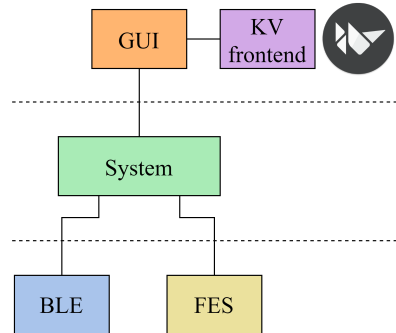 GUI
KV
frontend
System
BLE
FES